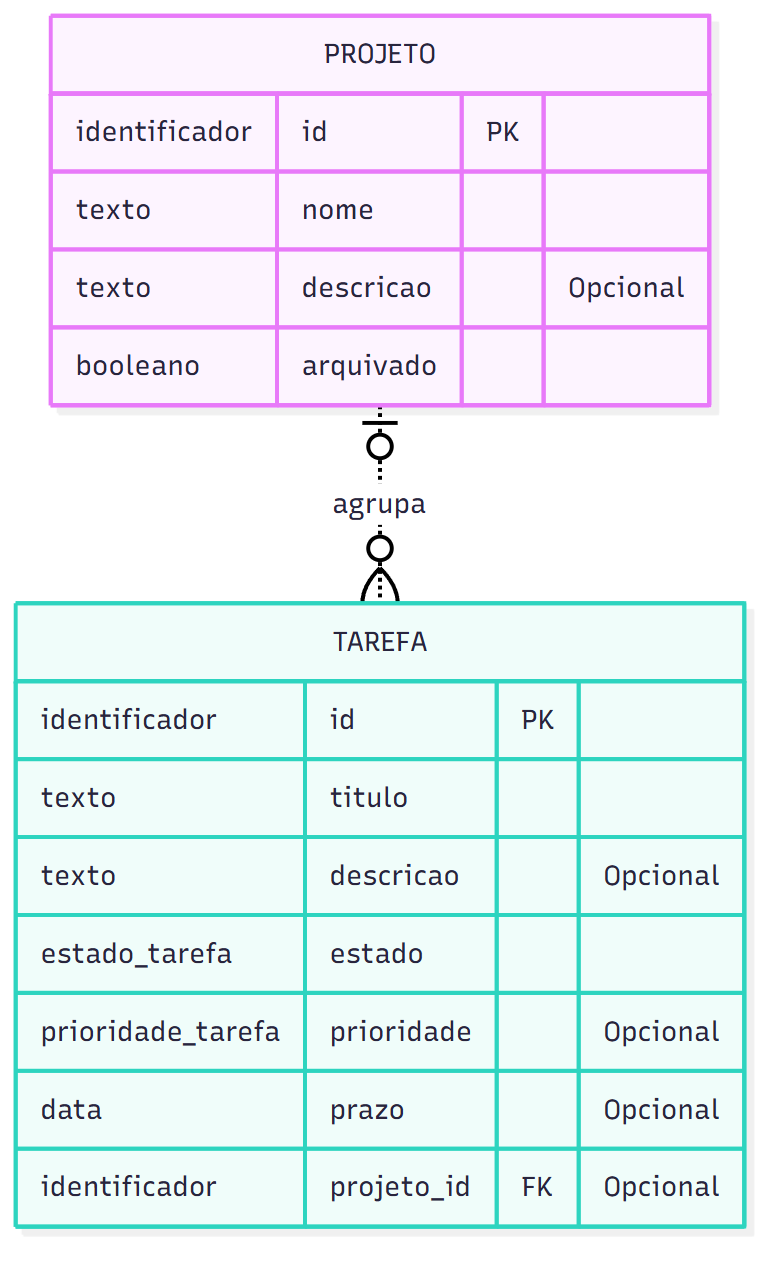 PROJETO
identificador id PK
texto nome
texto descricao Opcional
booleano arquivado
agrupa
TAREFA
identificador id PK
texto titulo
texto descricao Opcional
estado_tarefa estado
prioridade_tarefa prioridade Opcional
data prazo Opcional
identificador projeto_id FK Opcional